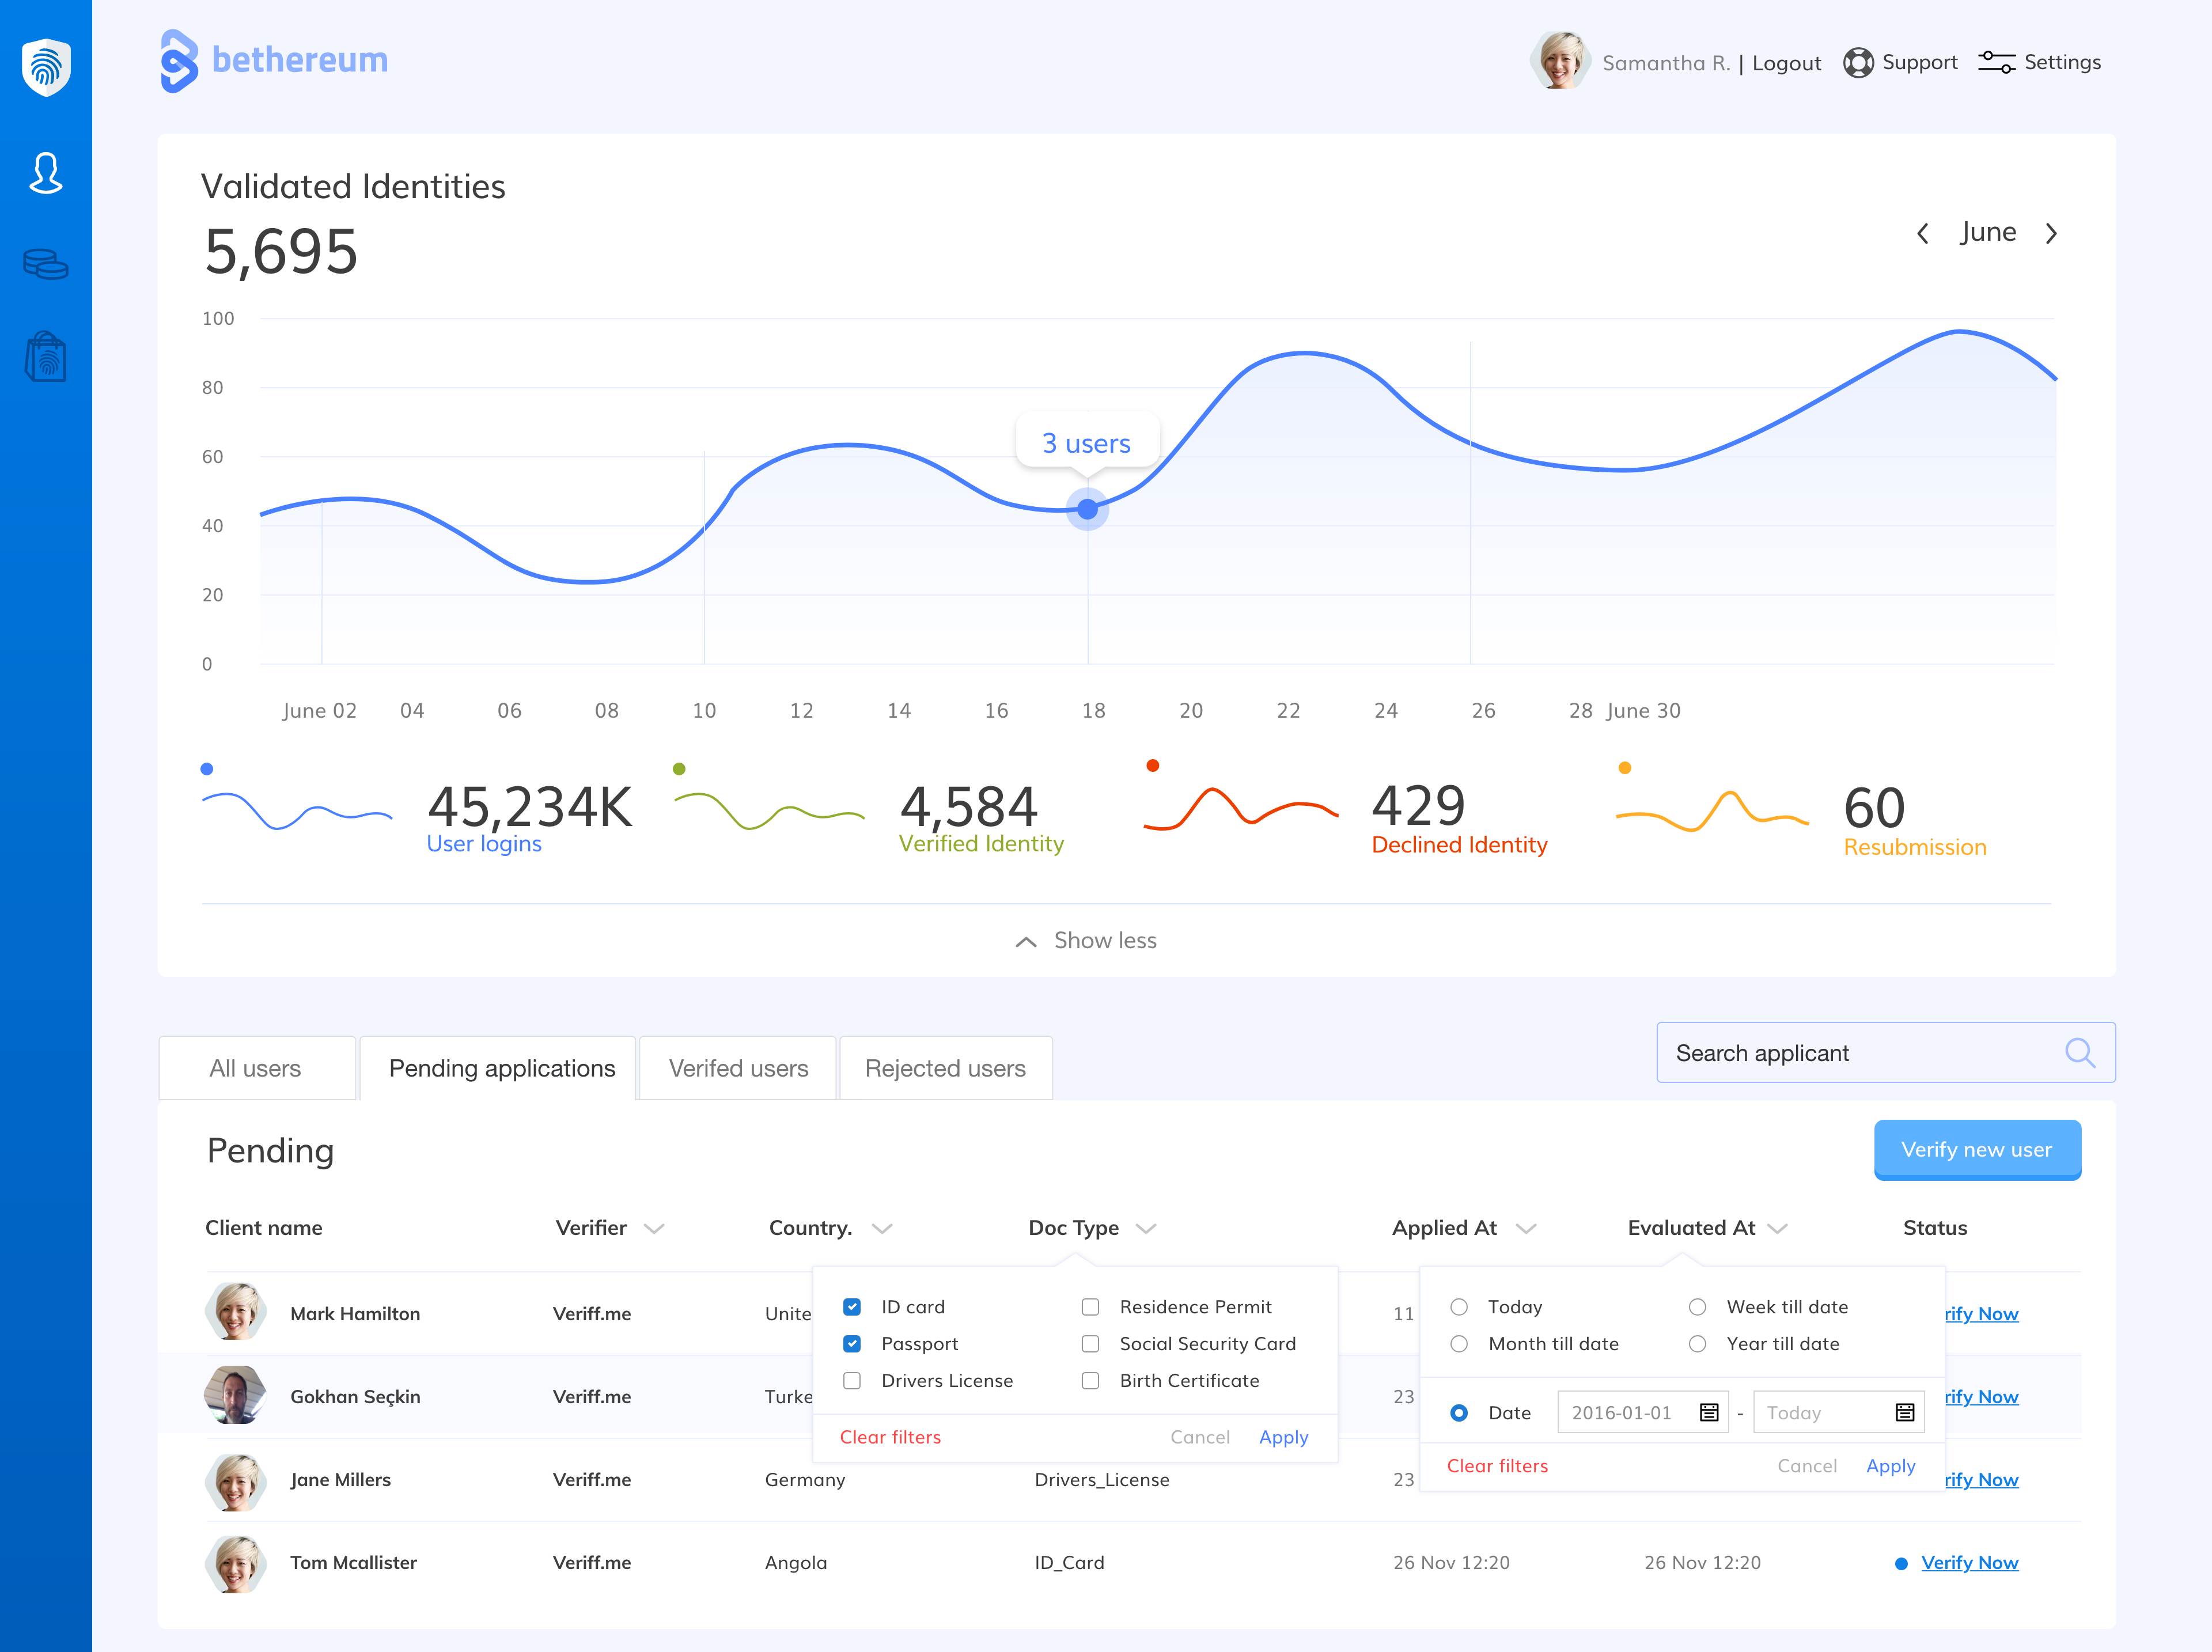 bethereum
Samantha R. | Logout Support Settings
Validated Identities
5,695
June
100
80
60
40
20
0
3 users
June 02 04 06 08 10 12 14 16 18 20 22 24 26 28 June 30
45,234K
User logins
4,584
Verified Identity
429
Declined Identity
60
Resubmission
Show less
All users Pending applications Verifed users Rejected users
Search applicant
Pending
Verify new user
Client name Verifier Country. Doc Type Applied At Evaluated At Status
Mark Hamilton Veriff.me Unite 11 rify Now
Gokhan Seçkin Veriff.me Turke 23 rify Now
Jane Millers Veriff.me Germany Drivers_License 23 rify Now
Tom Mcallister Veriff.me Angola ID_Card 26 Nov 12:20 26 Nov 12:20 Verify Now
ID card Residence Permit
Passport Social Security Card
Drivers License Birth Certificate
Clear filters Cancel Apply
Today Week till date
Month till date Year till date
Date 2016-01-01 - Today
Clear filters Cancel Apply